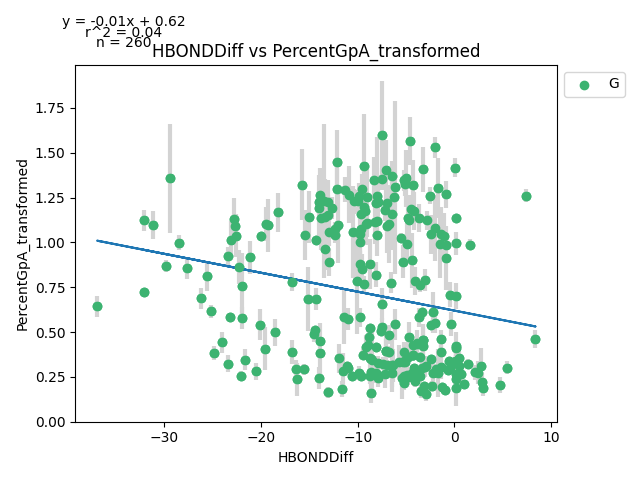 y = -0.01x + 0.62
r^2 = 0.04
n = 260
HBONDDiff vs PercentGpA_transformed
G
PercentGpA_transformed
1.75
1.50
1.25
1.00
0.75
0.50
0.25
0.00
−30
−20
−10
0
10
HBONDDiff